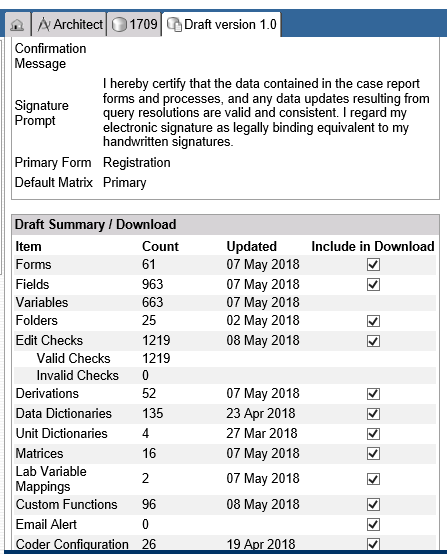 Architect 1709 Draft version 1.0
Confirmation
Message
Signature
Prompt
I hereby certify that the data contained in the case report
forms and processes, and any data updates resulting from
query resolutions are valid and consistent. I regard my
electronic signature as legally binding equivalent to my
handwritten signatures.
Primary Form Registration
Default Matrix Primary
Draft Summary / Download
Item Count Updated Include in Download
Forms 61 07 May 2018
Fields 963 07 May 2018
Variables 663 07 May 2018
Folders 25 02 May 2018
Edit Checks 1219 08 May 2018
Valid Checks 1219
Invalid Checks 0
Derivations 52 07 May 2018
Data Dictionaries 135 23 Apr 2018
Unit Dictionaries 4 27 Mar 2018
Matrices 16 07 May 2018
Lab Variable
Mappings 2 07 May 2018
Custom Functions 96 08 May 2018
Email Alert 0
Coder Configuration 26 19 Apr 2018